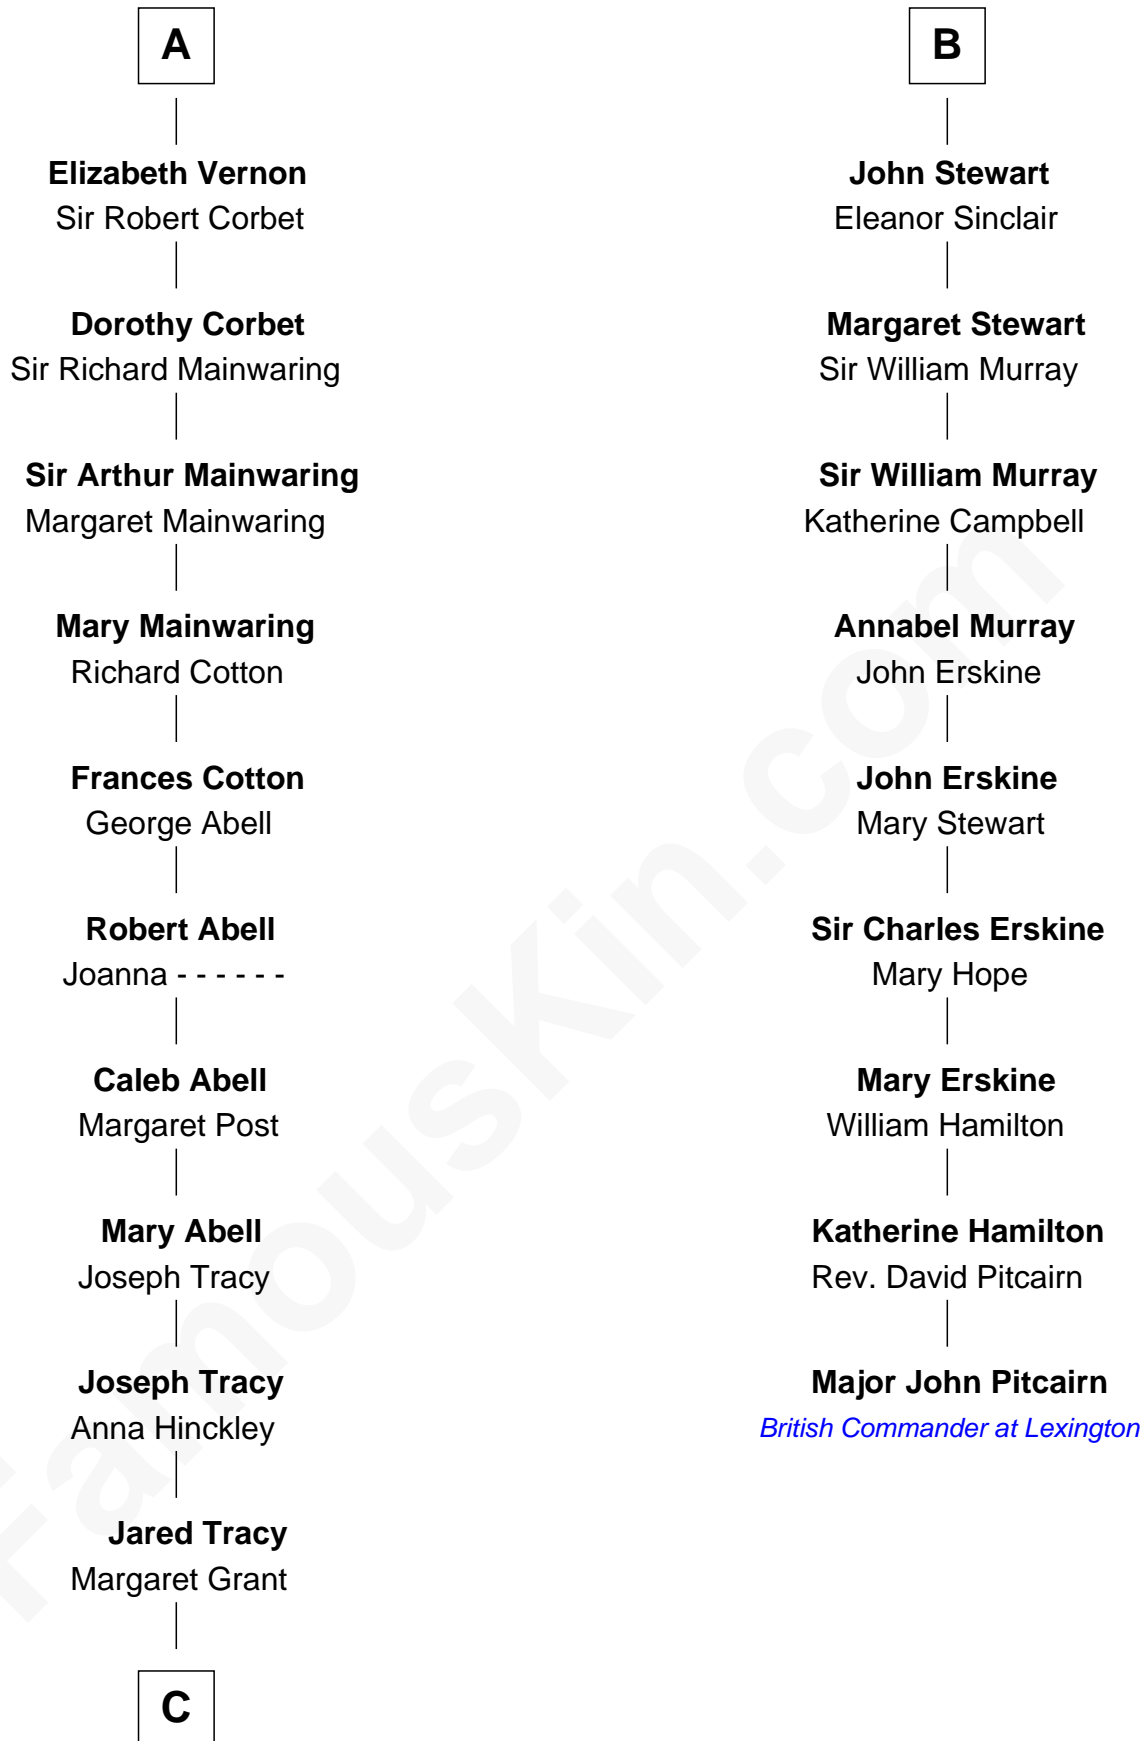 A
Elizabeth Vernon
Sir Robert Corbet
Dorothy Corbet
Sir Richard Mainwaring
Sir Arthur Mainwaring
Margaret Mainwaring
Mary Mainwaring
Richard Cotton
Frances Cotton
George Abell
Robert Abell
Joanna - - - - - -
Caleb Abell
Margaret Post
Mary Abell
Joseph Tracy
Joseph Tracy
Anna Hinckley
Jared Tracy
Margaret Grant
C
B
John Stewart
Eleanor Sinclair
Margaret Stewart
Sir William Murray
Sir William Murray
Katherine Campbell
Annabel Murray
John Erskine
John Erskine
Mary Stewart
Sir Charles Erskine
Mary Hope
Mary Erskine
William Hamilton
Katherine Hamilton
Rev. David Pitcairn
Major John Pitcairn
British Commander at Lexington
FamousKin.com